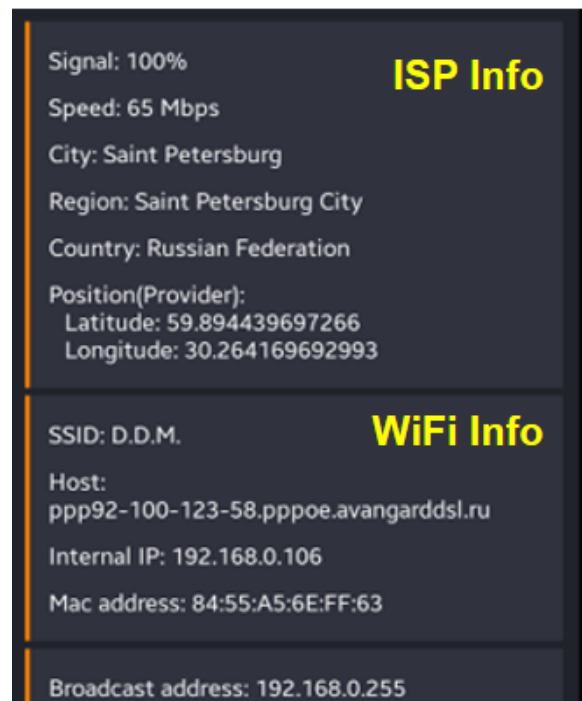 Signal: 100%
ISP Info
Speed: 65 Mbps
City: Saint Petersburg
Region: Saint Petersburg City
Country: Russian Federation
Position(Provider):
Latitude: 59.894439697266
Longitude: 30.264169692993
SSID: D.D.M.
WiFi Info
Host:
ppp92-100-123-58.pppoe.avangarddsl.ru
Internal IP: 192.168.0.106
Mac address: 84:55:A5:6E:FF:63
Broadcast address: 192.168.0.255